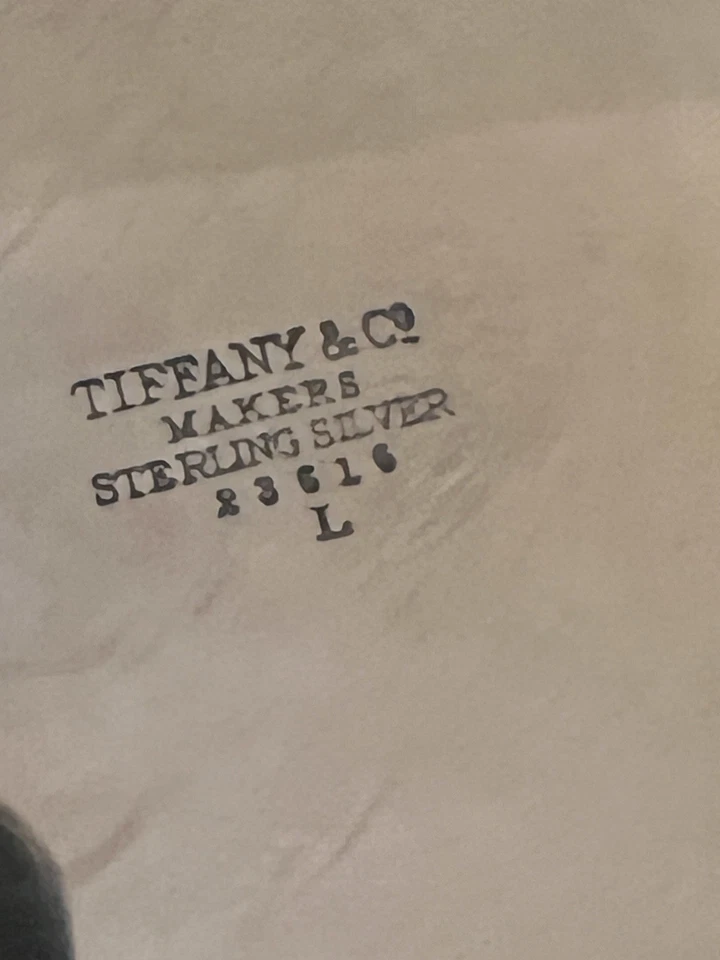 TIFFANY & Cº
MAKERS
STERLING SILVER
23616
L